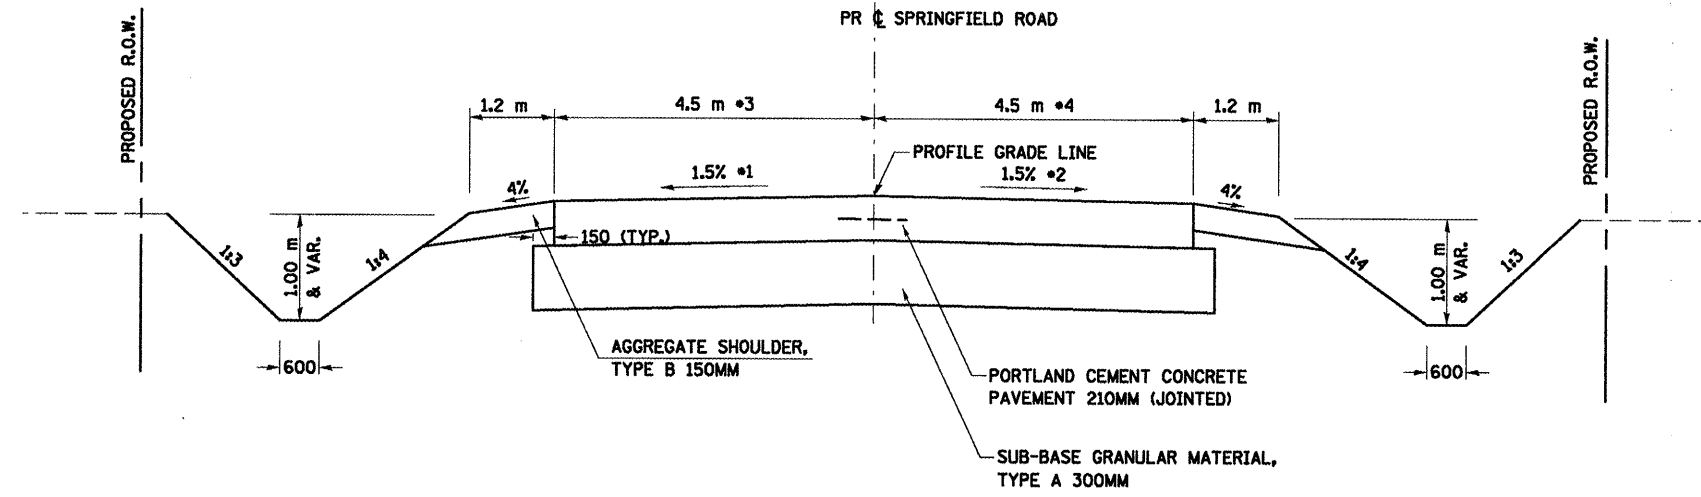 PR ℄ SPRINGFIELD ROAD
PROPOSED R.O.W.
PROPOSED R.O.W.
1.2 m
4.5 m *3
4.5 m *4
1.2 m
PROFILE GRADE LINE
1.5% *1
1.5% *2
4%
4%
150 (TYP.)
1:3
1.00 m
& VAR.
1:4
1:4
1.00 m
& VAR.
1:3
AGGREGATE SHOULDER,
TYPE B 150MM
600
600
PORTLAND CEMENT CONCRETE
PAVEMENT 210MM (JOINTED)
SUB-BASE GRANULAR MATERIAL,
TYPE A 300MM